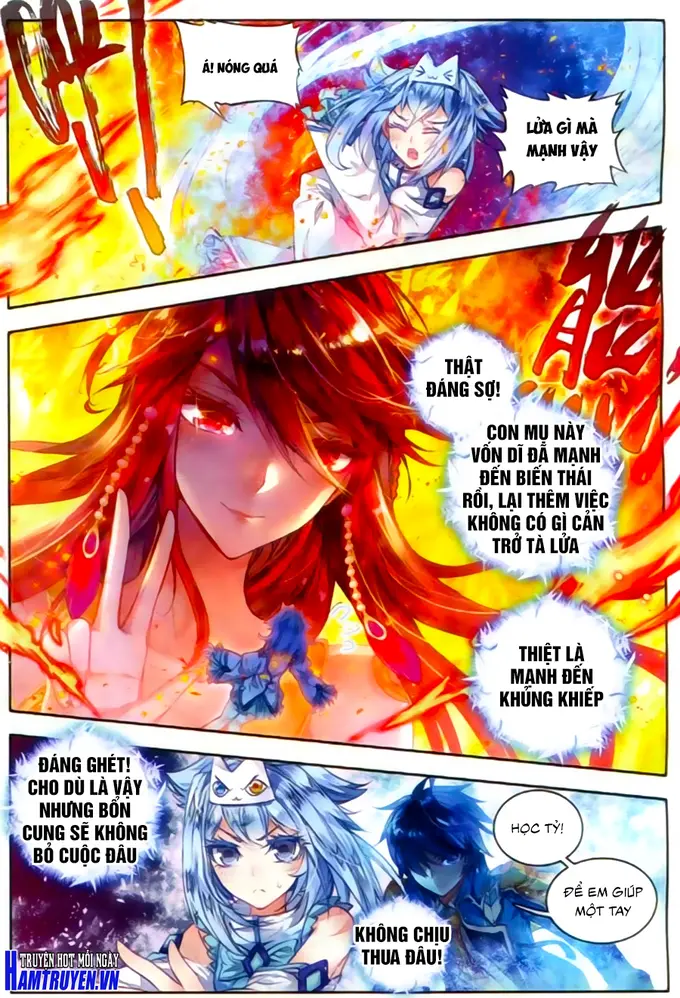 Á! NÓNG QUÁ
LỬA GÌ MÀ
MẠNH VẬY
THẬT
ĐÁNG SỢ!
CON MỤ NÀY
VỐN DĨ ĐÃ MẠNH
ĐẾN BIẾN THÁI
RỒI, LẠI THÊM VIỆC
KHÔNG CÓ GÌ CẢN
TRỞ TÀ LỬA
THIỆT LÀ
MẠNH ĐẾN
KHỦNG KHIẾP
ĐÁNG GHÉT!
CHO DÙ LÀ VẬY
NHƯNG BỔN
CUNG SẼ KHÔNG
BỎ CUỘC ĐÂU
HỌC TỶ!
ĐỂ EM GIÚP
MỘT TAY
KHÔNG CHỊU
THUA ĐÂU!
TRUYỆN HOT MỖI NGÀY
HAMTRUYEN.VN